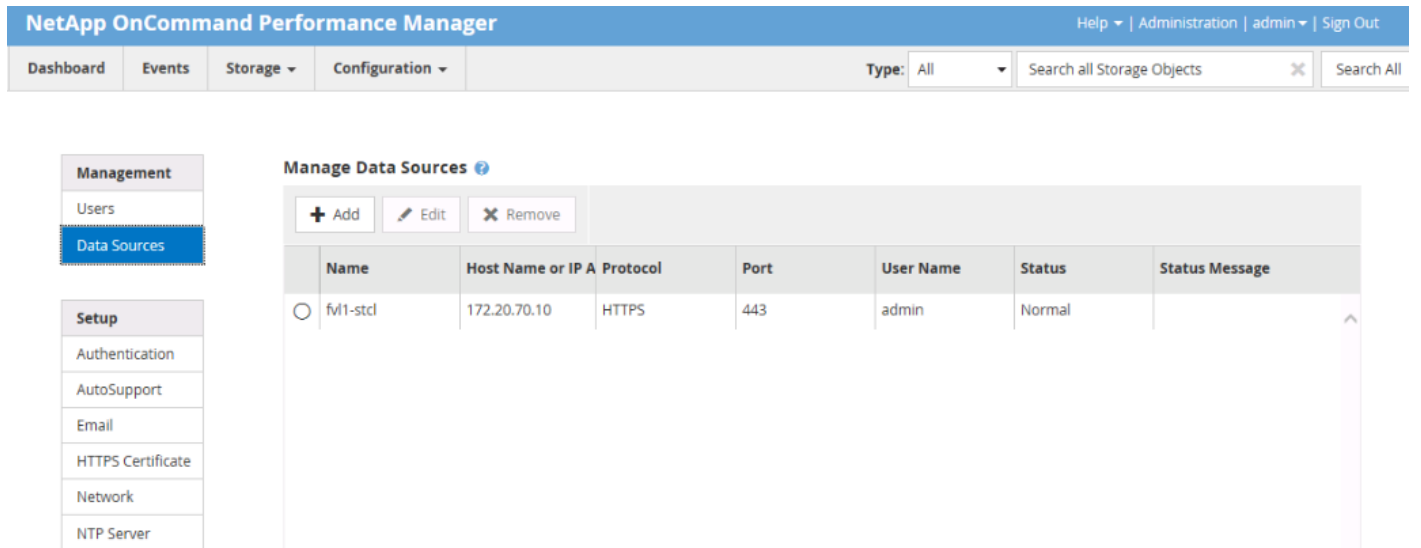 NetApp OnCommand Performance Manager
Help | Administration | admin | Sign Out
Dashboard Events Storage Configuration Type: All Search all Storage Objects Search All
Management
Users
Data Sources
Setup
Authentication
AutoSupport
Email
HTTPS Certificate
Network
NTP Server
Manage Data Sources ?
Add Edit Remove
Name Host Name or IP A Protocol Port User Name Status Status Message
fvl1-stcl 172.20.70.10 HTTPS 443 admin Normal